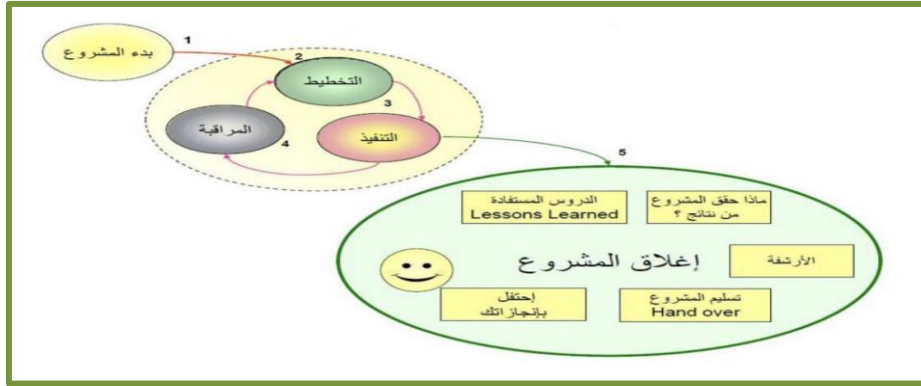 1
بدء المشروع
2
التخطيط
3
التنفيذ
المراقبة
4
5
ماذا حقق المشروع
من نتائج ؟
الدروس المستفادة
Lessons Learned
إغلاق المشروع
الأرشفة
تسليم المشروع
Hand over
إحتفل
بإنجازاتك